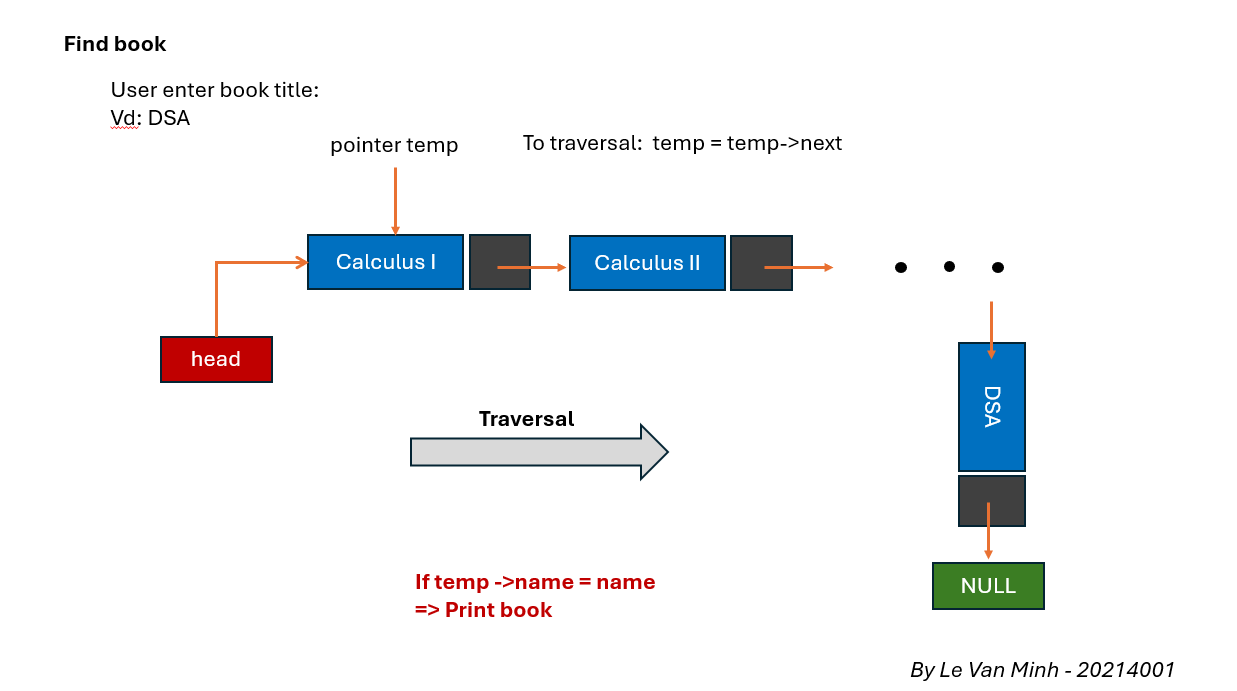 Find book
User enter book title:
Vd: DSA
pointer temp
To traversal:  temp = temp->next
Calculus I
Calculus II
head
DSA
Traversal
NULL
If temp ->name = name
=> Print book
By Le Van Minh - 20214001